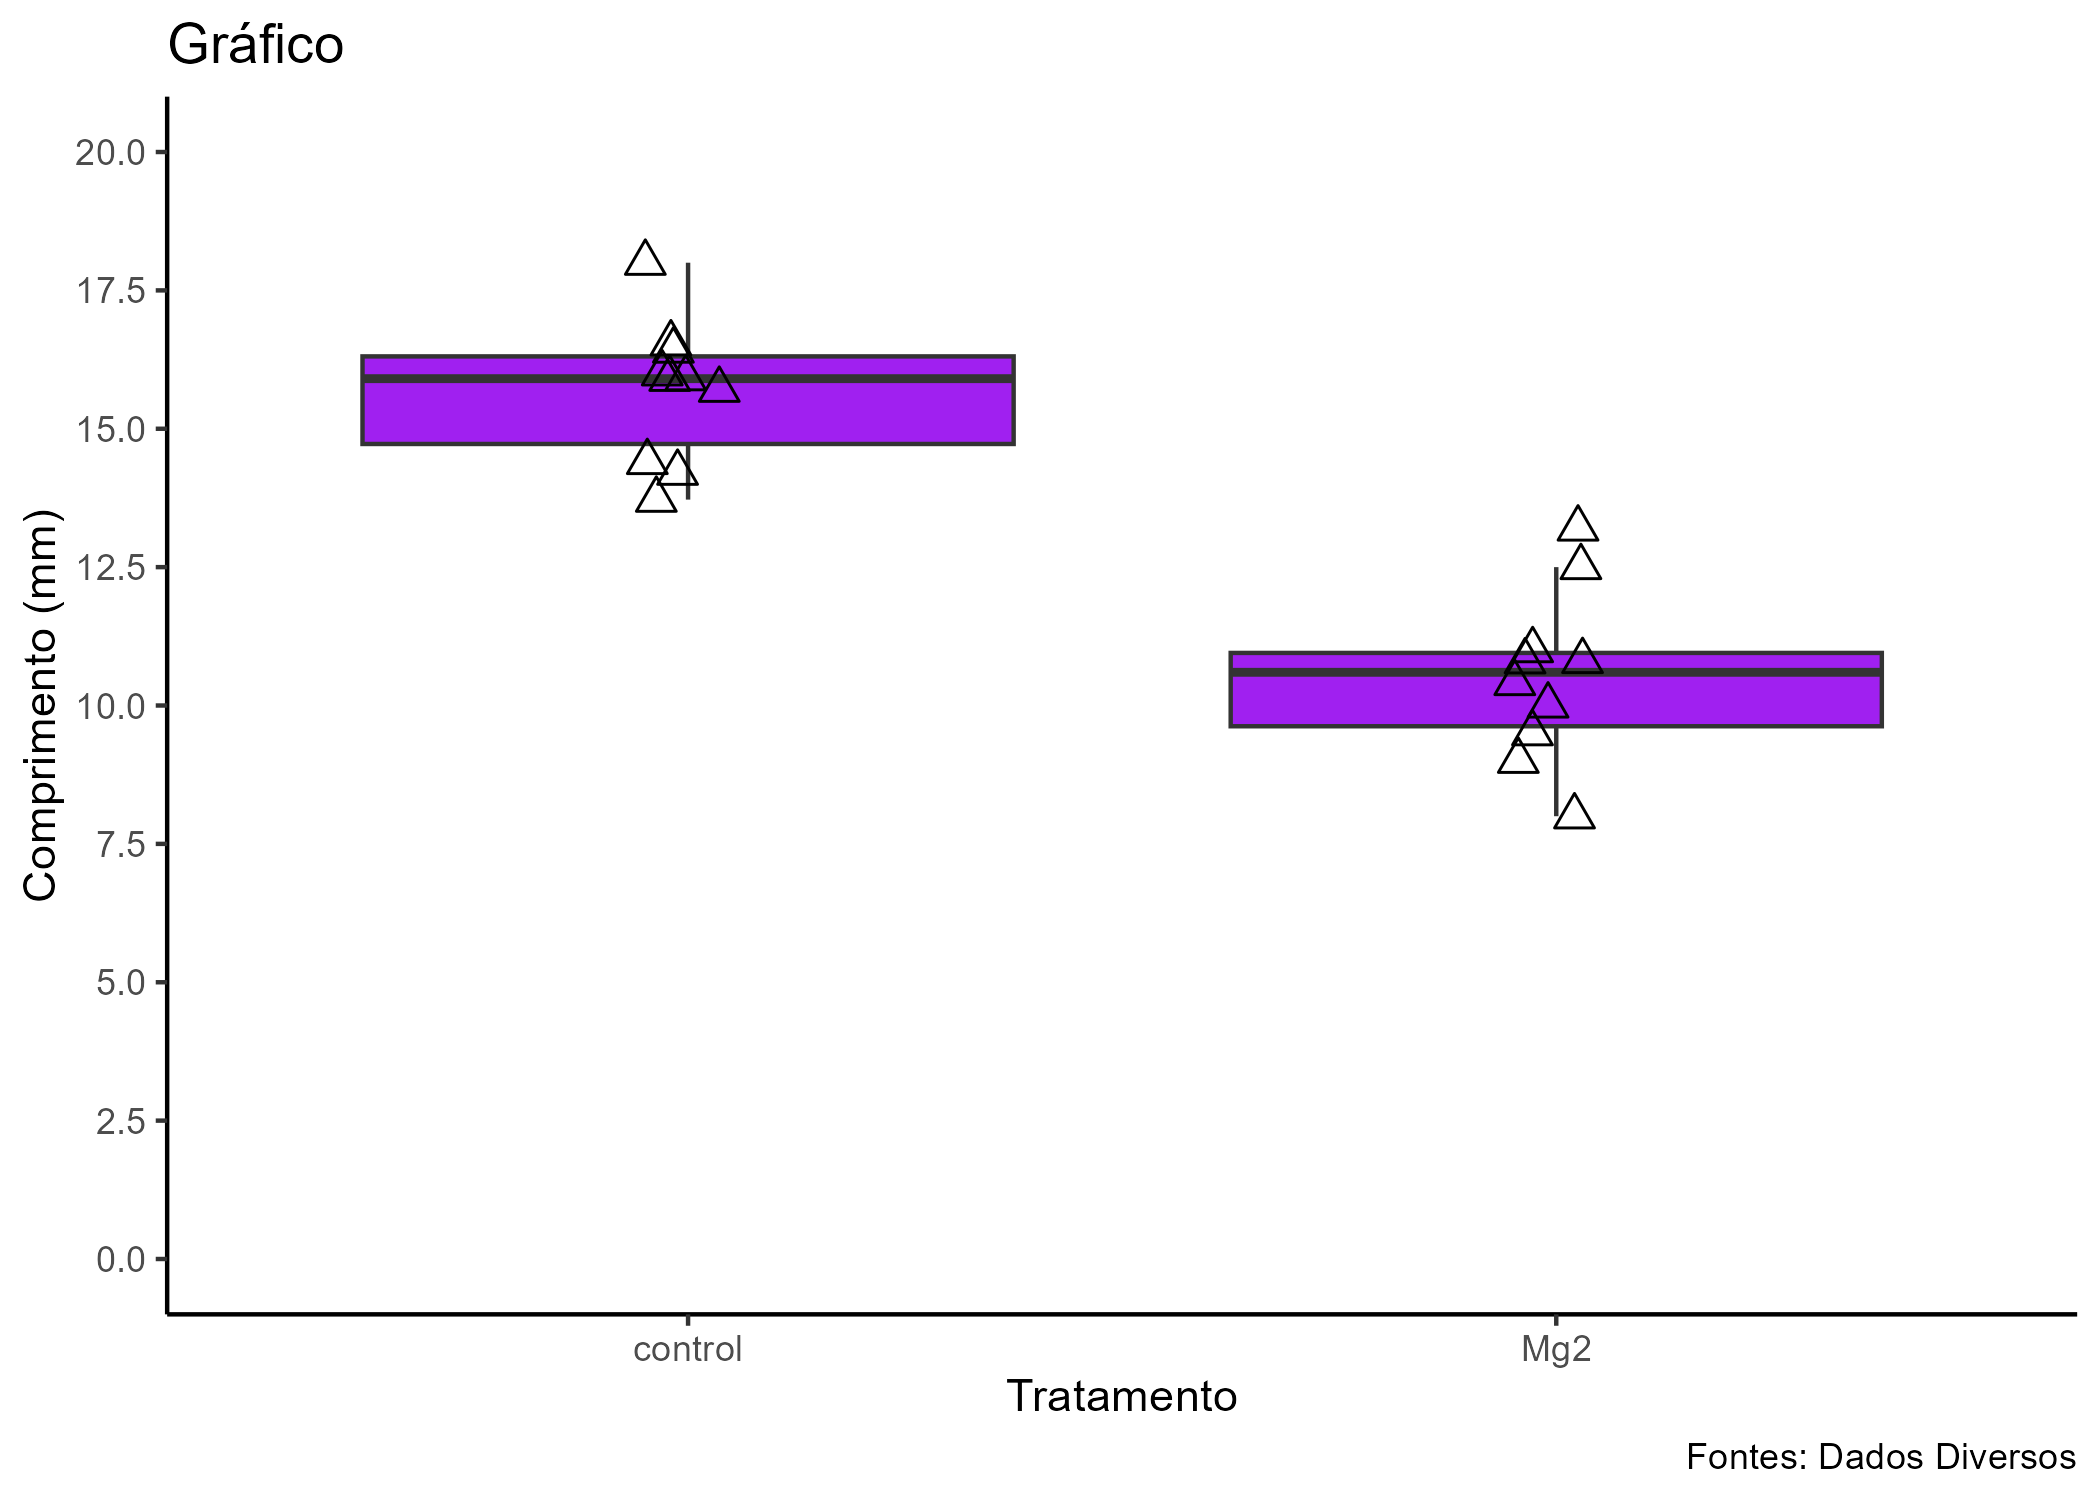 Gráfico
Comprimento (mm)
20.0
17.5
15.0
12.5
10.0
7.5
5.0
2.5
0.0
control
Mg2
Tratamento
Fontes: Dados Diversos